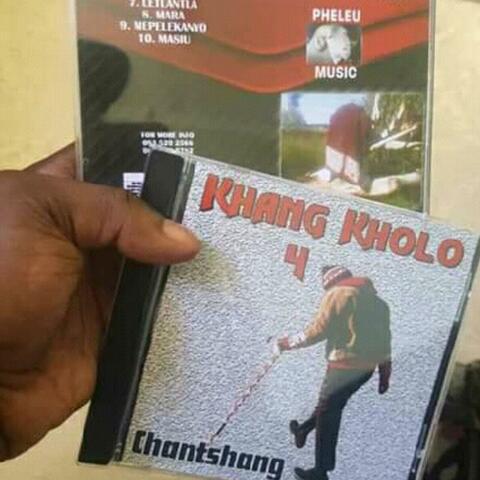 7. LETLANTLA
8. MARA
9. MEPELEKANYO
10. MASIU
PHELEU
MUSIC
FOR MORE INFO
KHANG KHOLO
4
Chantshang